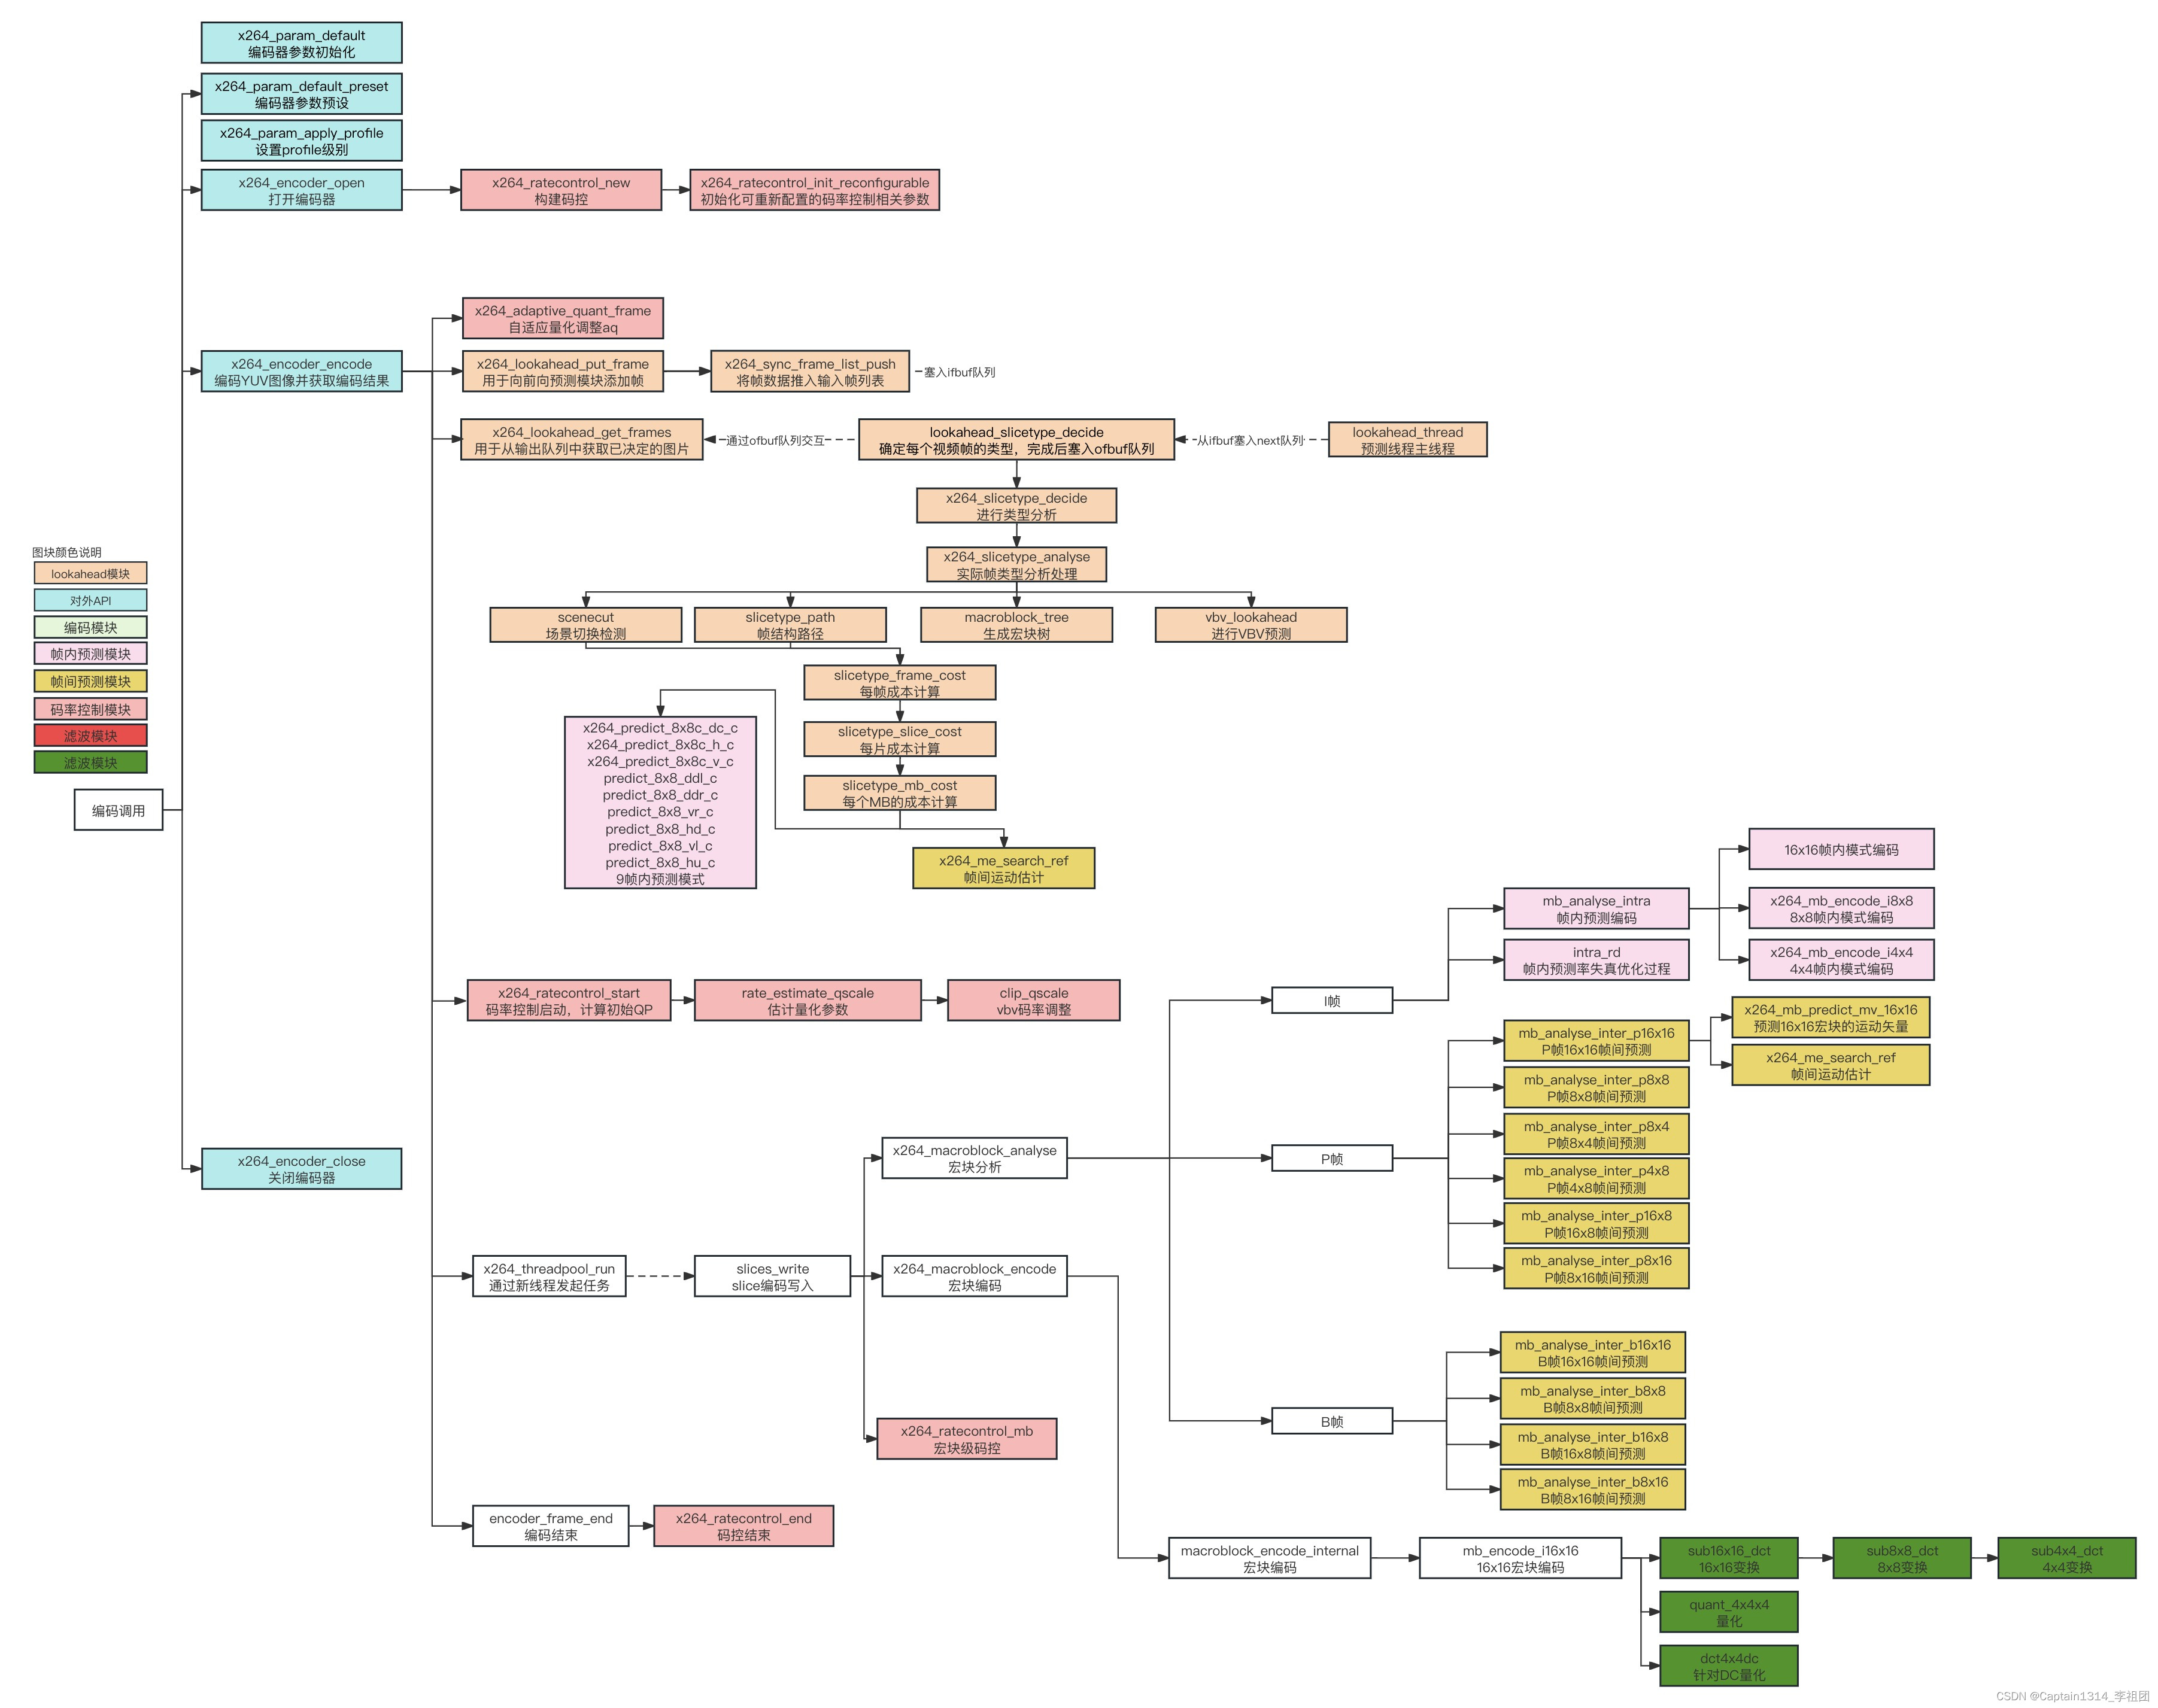 x264_param_default
编码器参数初始化
x264_param_default_preset
编码器参数预设
x264_param_apply_profile
设置profile级别
x264_encoder_open
打开编码器
x264_ratecontrol_new
构建码控
x264_ratecontrol_init_reconfigurable
初始化可重新配置的码率控制相关参数
x264_adaptive_quant_frame
自适应量化调整aq
x264_encoder_encode
编码YUV图像并获取编码结果
x264_lookahead_put_frame
用于向前向预测模块添加帧
x264_sync_frame_list_push
将帧数据推入输入帧列表
塞入ifbuf队列
x264_lookahead_get_frames
用于从输出队列中获取已决定的图片
通过ofbuf队列交互
lookahead_slicetype_decide
确定每个视频帧的类型，完成后塞入ofbuf队列
从ifbuf塞入next队列
lookahead_thread
预测线程主线程
x264_slicetype_decide
进行类型分析
x264_slicetype_analyse
实际帧类型分析处理
scenecut
场景切换检测
slicetype_path
帧结构路径
macroblock_tree
生成宏块树
vbv_lookahead
进行VBV预测
slicetype_frame_cost
每帧成本计算
slicetype_slice_cost
每片成本计算
slicetype_mb_cost
每个MB的成本计算
x264_predict_8x8c_dc_c
x264_predict_8x8c_h_c
x264_predict_8x8c_v_c
predict_8x8_ddl_c
predict_8x8_ddr_c
predict_8x8_vr_c
predict_8x8_hd_c
predict_8x8_vl_c
predict_8x8_hu_c
9帧内预测模式
x264_me_search_ref
帧间运动估计
图块颜色说明
lookahead模块
对外API
编码模块
帧内预测模块
帧间预测模块
码率控制模块
滤波模块
滤波模块
编码调用
x264_ratecontrol_start
码率控制启动，计算初始QP
rate_estimate_qscale
估计量化参数
clip_qscale
vbv码率调整
I帧
mb_analyse_intra
帧内预测编码
intra_rd
帧内预测率失真优化过程
16x16帧内模式编码
x264_mb_encode_i8x8
8x8帧内模式编码
x264_mb_encode_i4x4
4x4帧内模式编码
x264_mb_predict_mv_16x16
预测16x16宏块的运动矢量
x264_me_search_ref
帧间运动估计
mb_analyse_inter_p16x16
P帧16x16帧间预测
mb_analyse_inter_p8x8
P帧8x8帧间预测
mb_analyse_inter_p8x4
P帧8x4帧间预测
mb_analyse_inter_p4x8
P帧4x8帧间预测
mb_analyse_inter_p16x8
P帧16x8帧间预测
mb_analyse_inter_p8x16
P帧8x16帧间预测
P帧
x264_macroblock_analyse
宏块分析
x264_encoder_close
关闭编码器
x264_threadpool_run
通过新线程发起任务
slices_write
slice编码写入
x264_macroblock_encode
宏块编码
x264_ratecontrol_mb
宏块级码控
B帧
mb_analyse_inter_b16x16
B帧16x16帧间预测
mb_analyse_inter_b8x8
B帧8x8帧间预测
mb_analyse_inter_b16x8
B帧16x8帧间预测
mb_analyse_inter_b8x16
B帧8x16帧间预测
encoder_frame_end
编码结束
x264_ratecontrol_end
码控结束
macroblock_encode_internal
宏块编码
mb_encode_i16x16
16x16宏块编码
sub16x16_dct
16x16变换
sub8x8_dct
8x8变换
sub4x4_dct
4x4变换
quant_4x4x4
量化
dct4x4dc
针对DC量化
CSDN @Captain1314_李祖团